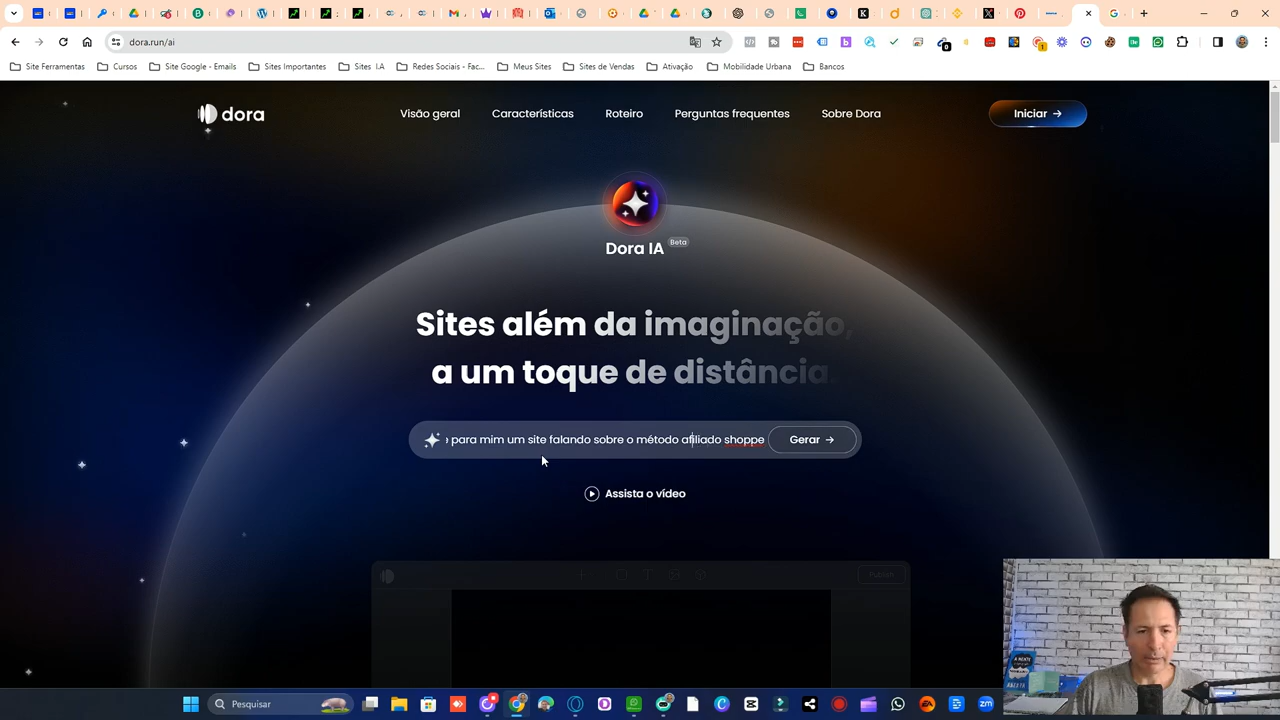 dora.run/ai
Site Ferramentas
Cursos
Site Google - Emails
Sites Importantes
Sites I.A
Redes Sociais - Fac...
Meus Sites
Sites de Vendas
Ativação
Mobilidade Urbana
Bancos
dora
Visão geral
Características
Roteiro
Perguntas frequentes
Sobre Dora
Iniciar →
Dora IA Beta
Sites além da imaginação,
a um toque de distância.
para mim um site falando sobre o método afiliado shoppe
Gerar →
Assista o vídeo
Publish
Pesquisar